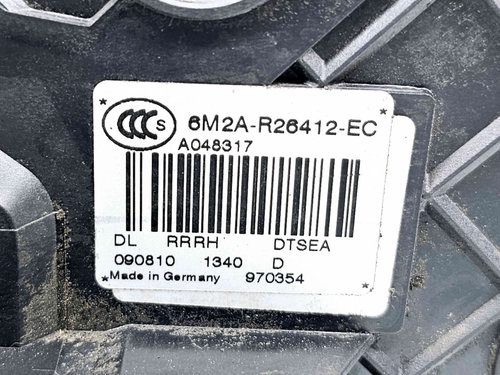 CCC S 6M2A-R26412-EC
A048317
DL RRRH DTSEA
090810 1340 D
*Made in Germany 970354 *